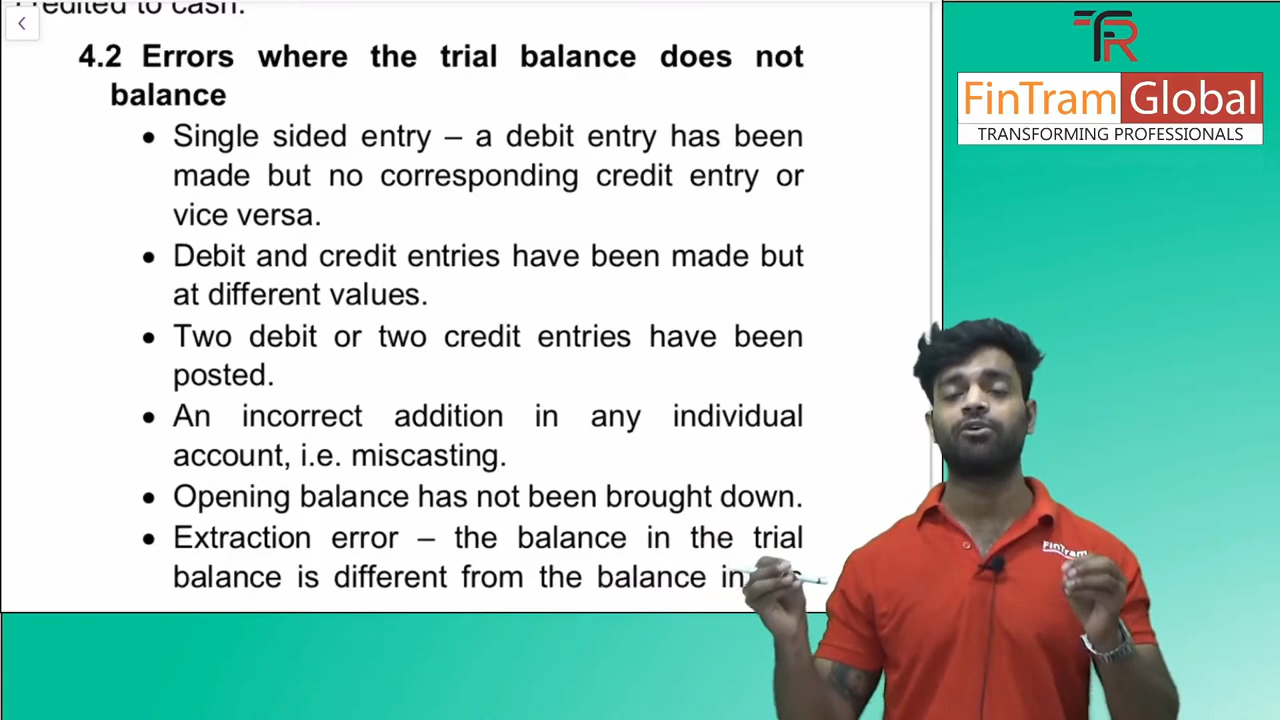 credited to cash.
4.2 Errors where the trial balance does not
balance
• Single sided entry – a debit entry has been
made but no corresponding credit entry or
vice versa.
• Debit and credit entries have been made but
at different values.
• Two debit or two credit entries have been
posted.
• An incorrect addition in any individual
account, i.e. miscasting.
• Opening balance has not been brought down.
• Extraction error – the balance in the trial
balance is different from the balance in
FinTram Global
TRANSFORMING PROFESSIONALS
FinTram